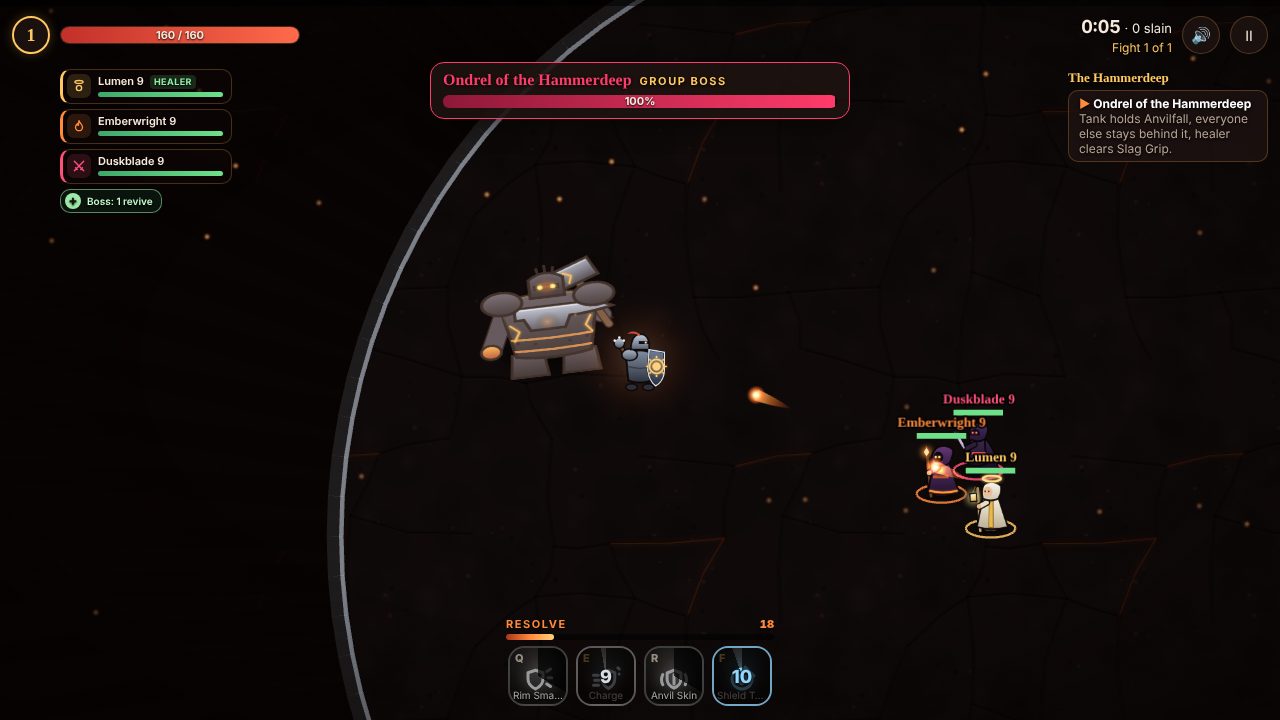 1
160 / 160
Lumen 9 HEALER
Emberwright 9
Duskblade 9
Boss: 1 revive
Ondrel of the Hammerdeep GROUP BOSS
100%
0:05 · 0 slain
Fight 1 of 1
The Hammerdeep
▶ Ondrel of the Hammerdeep
Tank holds Anvilfall, everyone
else stays behind it, healer
clears Slag Grip.
Duskblade 9
Emberwright 9
Lumen 9
RESOLVE 18
Q E R F
9 10
Rim Sma... Charge Anvil Skin Shield T...